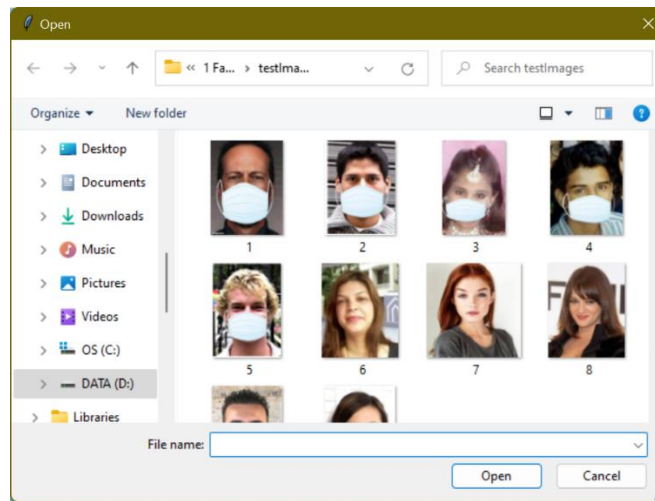 Open
« 1 Fa... > testIma...
Search testImages
Organize
New folder
Desktop
Documents
Downloads
Music
Pictures
Videos
OS (C:)
DATA (D:)
Libraries
1
2
3
4
5
6
7
8
File name:
Open
Cancel